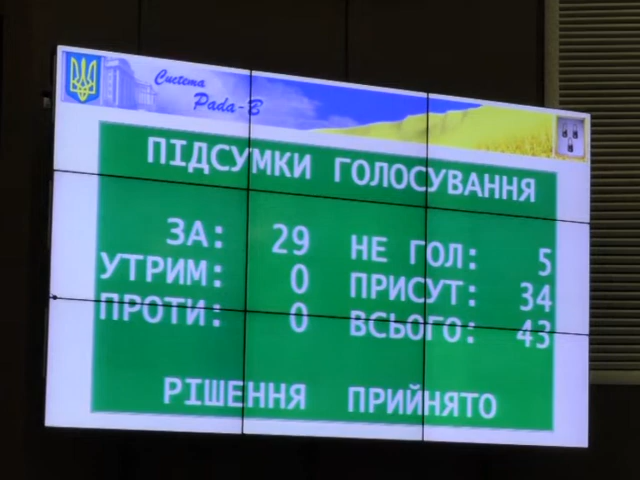 Система
Рада-В
ПІДСУМКИ ГОЛОСУВАННЯ
ЗА: 29 НЕ ГОЛ: 5
УТРИМ: 0 ПРИСУТ: 34
ПРОТИ: 0 ВСЬОГО: 43
РІШЕННЯ ПРИЙНЯТО